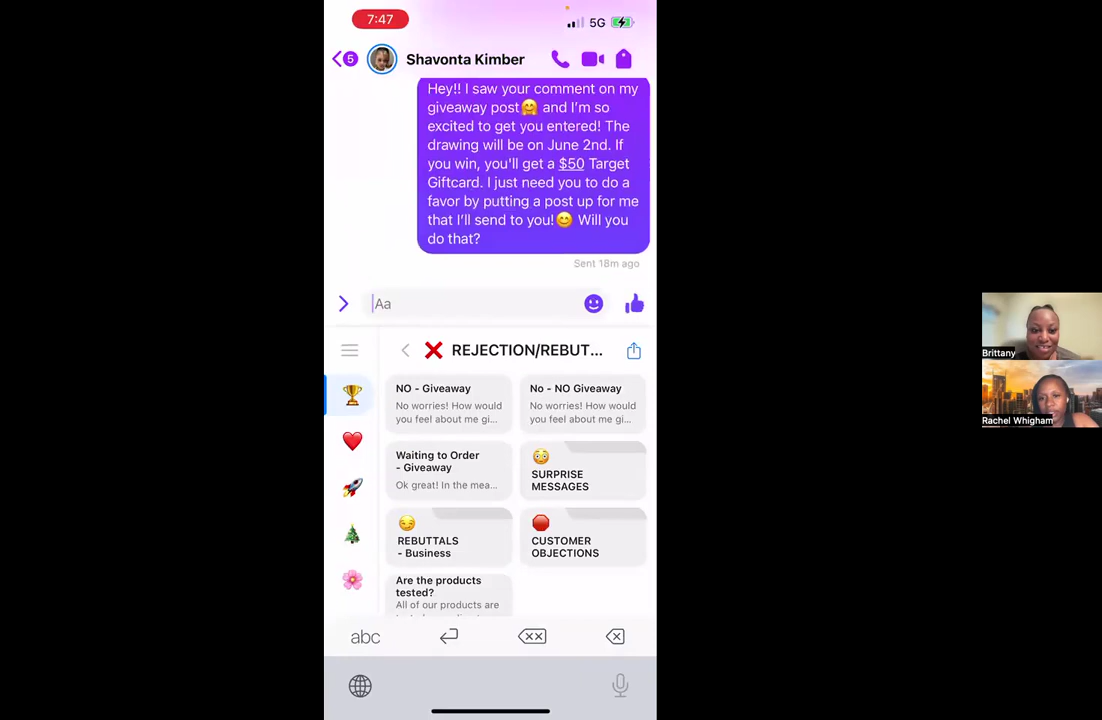 7:47
5G
5
Shavonta Kimber
Hey!! I saw your comment on my
giveaway post🤗 and I'm so
excited to get you entered! The
drawing will be on June 2nd. If
you win, you'll get a $50 Target
Giftcard. I just need you to do a
favor by putting a post up for me
that I'll send to you!😊 Will you
do that?
Sent 18m ago
Aa
❌ REJECTION/REBUT...
NO - Giveaway
No worries! How would
you feel about me gi...
No - NO Giveaway
No worries! How would
you feel about me gi...
Waiting to Order
- Giveaway
Ok great! In the mea...
SURPRISE
MESSAGES
REBUTTALS
- Business
CUSTOMER
OBJECTIONS
Are the products
tested?
All of our products are
abc
Brittany
Rachel Whigham